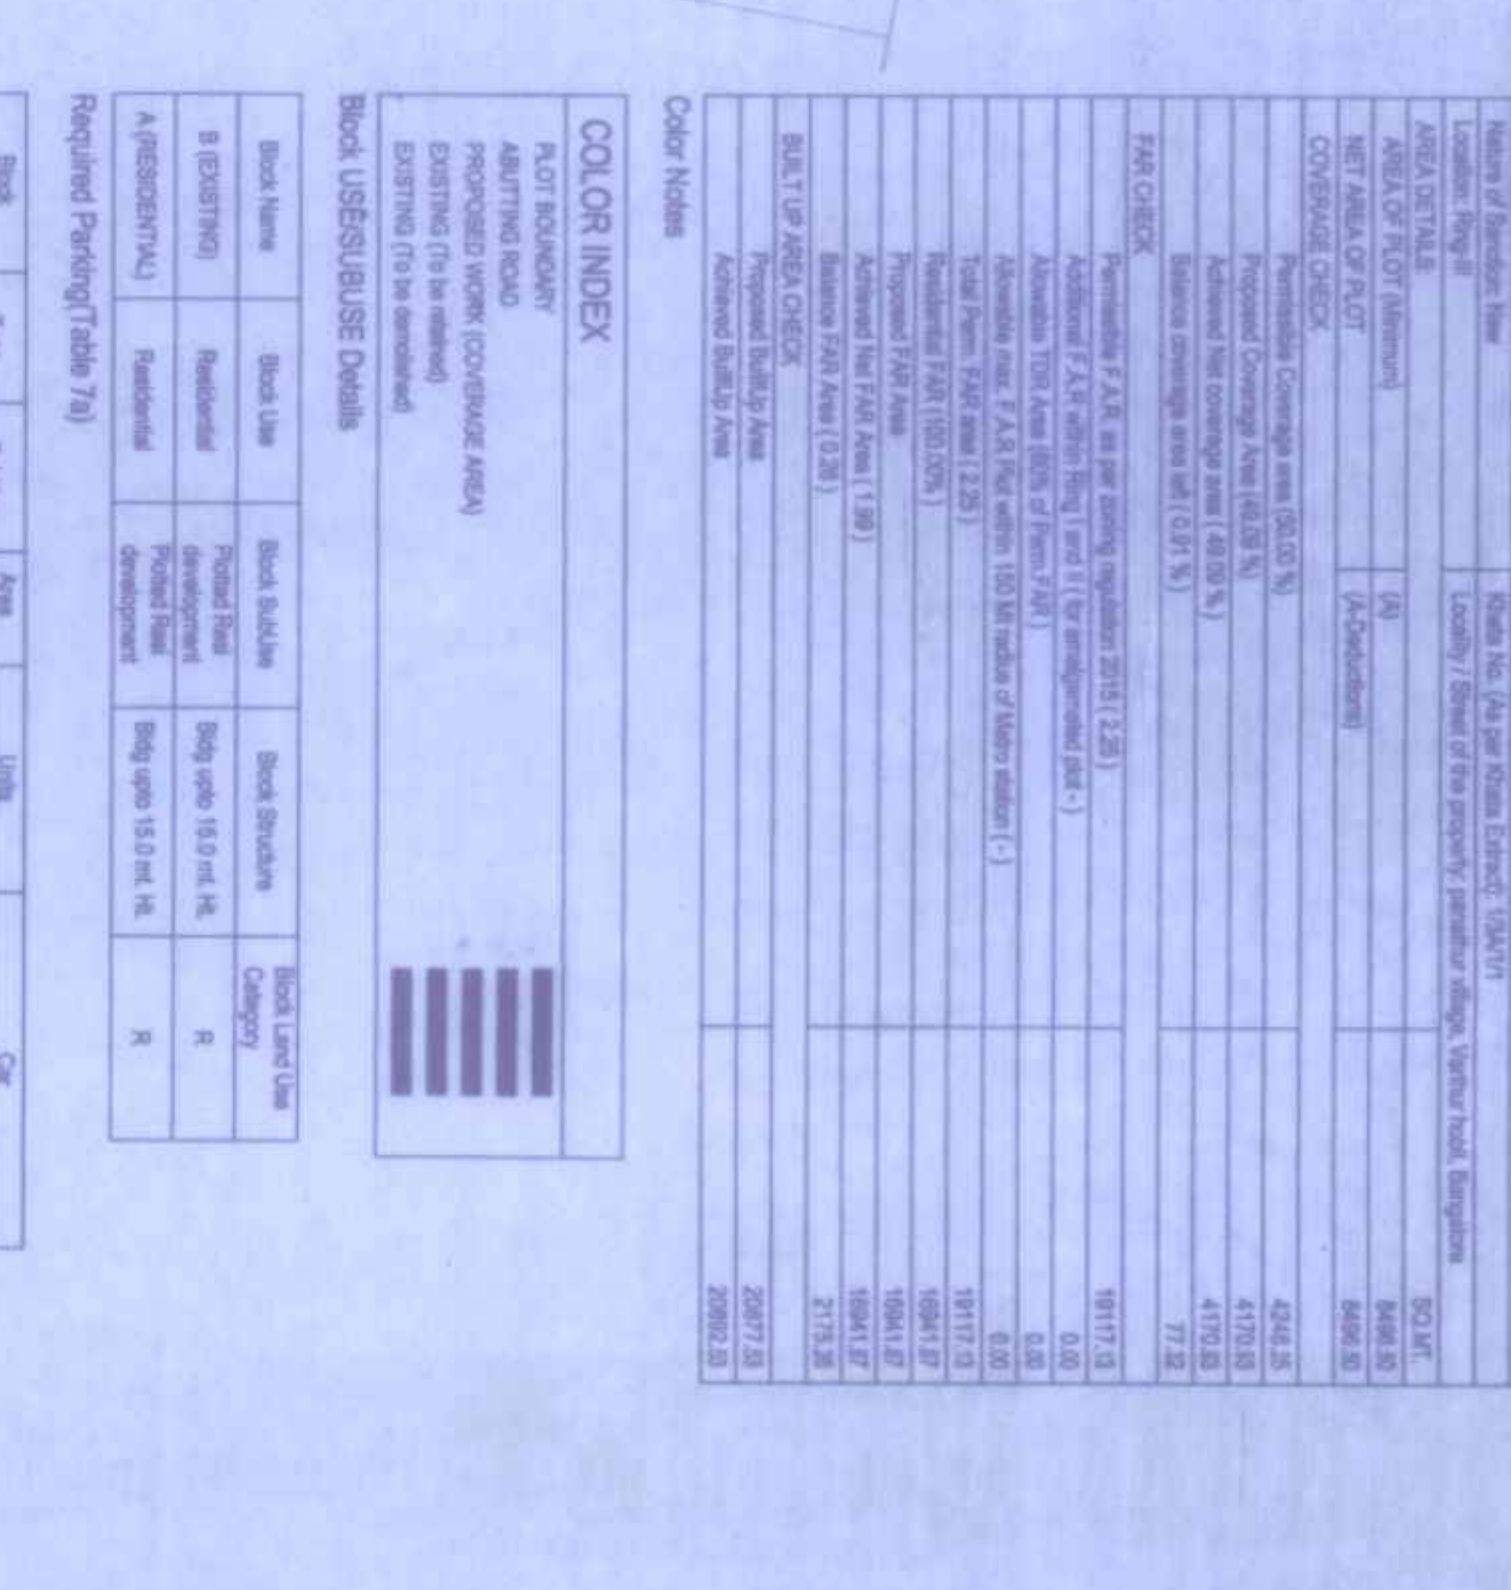 Nature of Sanction: New
Khata No. (As per Khata Extract):
Location: Ring-III
Locality / Street of the property: panattur village, Varthur hobli, Bangalore
AREA DETAILS:
SQ.MT.
AREA OF PLOT (Minimum)
(A)
8496.50
NET AREA OF PLOT
(A-Deductions)
8496.50
COVERAGE CHECK
Permissible Coverage area (50.00 %)
4248.25
Proposed Coverage Area (49.09 %)
4170.93
Achieved Net coverage area ( 49.09 % )
4170.93
Balance coverage area left ( 0.91 % )
77.32
FAR CHECK
Permissible F.A.R. as per zoning regulation 2015 ( 2.25 )
19117.13
Additional F.A.R within Ring I and II ( for amalgamated plot - )
0.00
Allowable TDR Area (60% of Perm.FAR )
0.00
Allowable max. F.A.R Plot within 150 Mt radius of Metro station ( - )
0.00
Total Perm. FAR area ( 2.25 )
19117.13
Residential FAR (100.00% )
16941.87
Proposed FAR Area
16941.87
Achieved Net FAR Area ( 1.99 )
16941.87
Balance FAR Area ( 0.26 )
2175.26
BUILT UP AREA CHECK
Proposed BuiltUp Area
20877.53
Achieved BuiltUp Area
20892.53
Color Notes
COLOR INDEX
PLOT BOUNDARY
ABUTTING ROAD
PROPOSED WORK (COVERAGE AREA)
EXISTING (To be retained)
EXISTING (To be demolished)
Block USE/SUBUSE Details
Block Name
Block Use
Block SubUse
Block Structure
Block Land Use
Category
B (EXISTING)
Residential
Plotted Resi
development
Bldg upto 15.0 mt. Ht.
R
A (RESIDENTIAL)
Residential
Plotted Resi
development
Bldg upto 15.0 mt. Ht.
R
Required Parking(Table 7a)
Block
Area
Units
Car